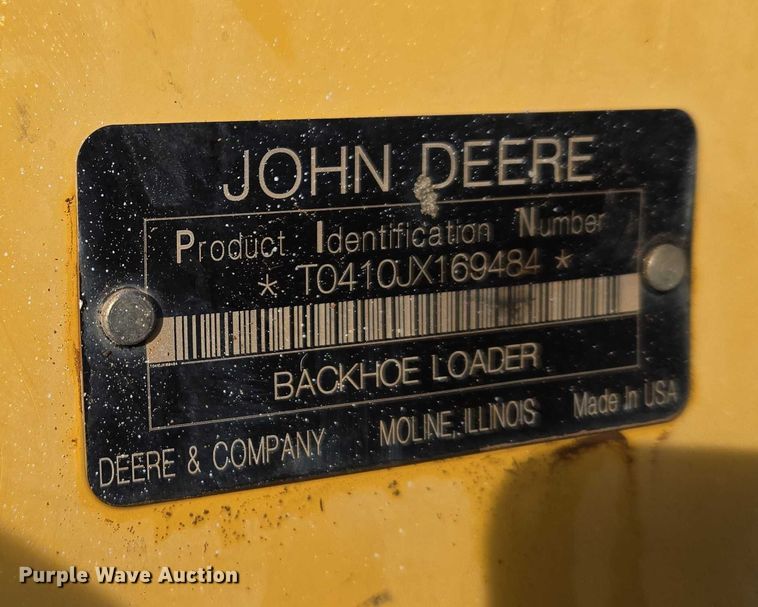 JOHN DEERE
Product Identification Number
* T0410JX169484 *
BACKHOE LOADER
DEERE & COMPANY MOLINE, ILLINOIS Made In USA
Purple Wave Auction